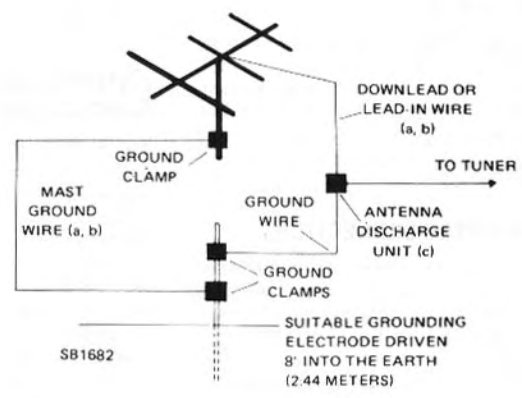 DOWNLEAD OR
LEAD-IN WIRE
(a, b)
GROUND
CLAMP
TO TUNER
MAST
GROUND
WIRE (a, b)
GROUND
WIRE
ANTENNA
DISCHARGE
UNIT (c)
GROUND
CLAMPS
SUITABLE GROUNDING
ELECTRODE DRIVEN
8' INTO THE EARTH
(2.44 METERS)
SB1682